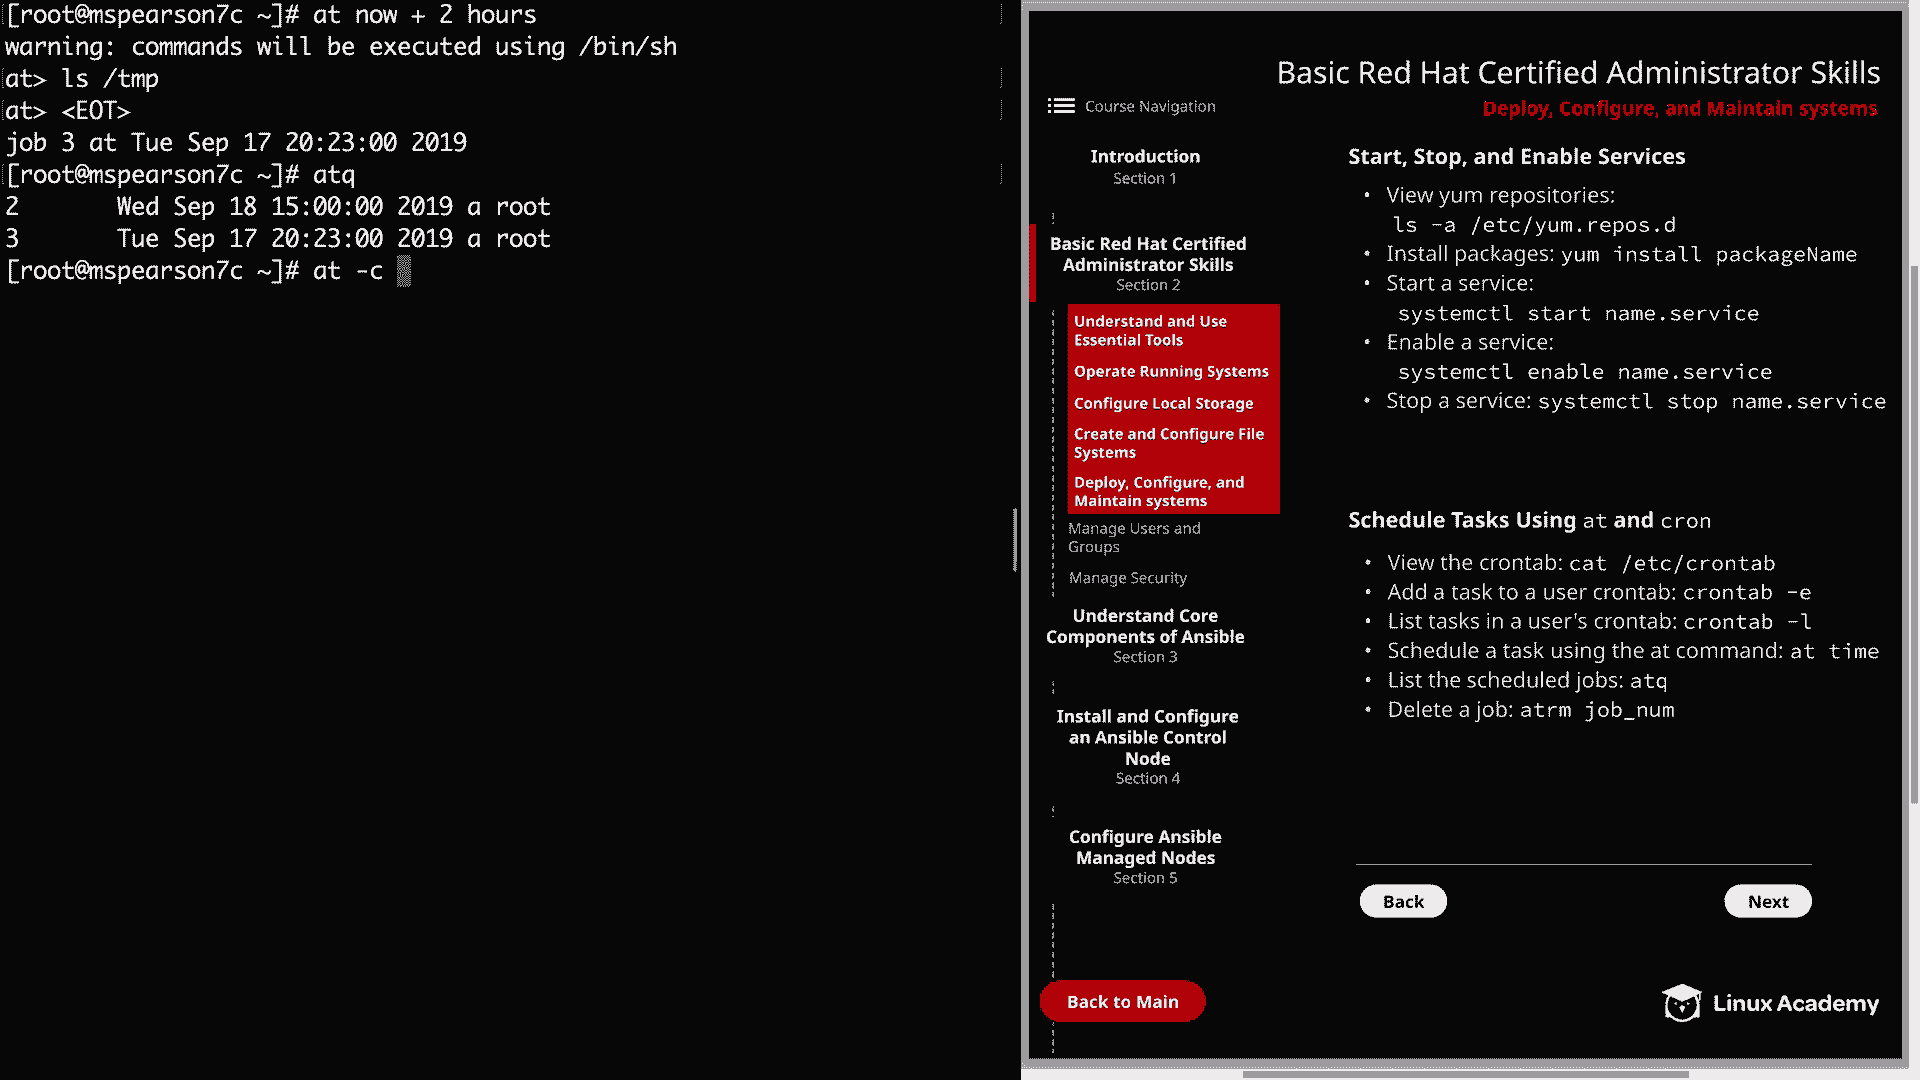 [root@mspearson7c ~]# at now + 2 hours
warning: commands will be executed using /bin/sh
at> ls /tmp
at> <EOT>
job 3 at Tue Sep 17 20:23:00 2019
[root@mspearson7c ~]# atq
2       Wed Sep 18 15:00:00 2019 a root
3       Tue Sep 17 20:23:00 2019 a root
[root@mspearson7c ~]# at -c
Basic Red Hat Certified Administrator Skills
Deploy, Configure, and Maintain systems
Course Navigation
Introduction
Section 1
Basic Red Hat Certified
Administrator Skills
Section 2
Understand and Use
Essential Tools
Operate Running Systems
Configure Local Storage
Create and Configure File
Systems
Deploy, Configure, and
Maintain systems
Manage Users and
Groups
Manage Security
Understand Core
Components of Ansible
Section 3
Install and Configure
an Ansible Control
Node
Section 4
Configure Ansible
Managed Nodes
Section 5
Back to Main
Start, Stop, and Enable Services
• View yum repositories:
ls -a /etc/yum.repos.d
• Install packages: yum install packageName
• Start a service:
systemctl start name.service
• Enable a service:
systemctl enable name.service
• Stop a service: systemctl stop name.service
Schedule Tasks Using at and cron
• View the crontab: cat /etc/crontab
• Add a task to a user crontab: crontab -e
• List tasks in a user's crontab: crontab -l
• Schedule a task using the at command: at time
• List the scheduled jobs: atq
• Delete a job: atrm job_num
Back
Next
Linux Academy